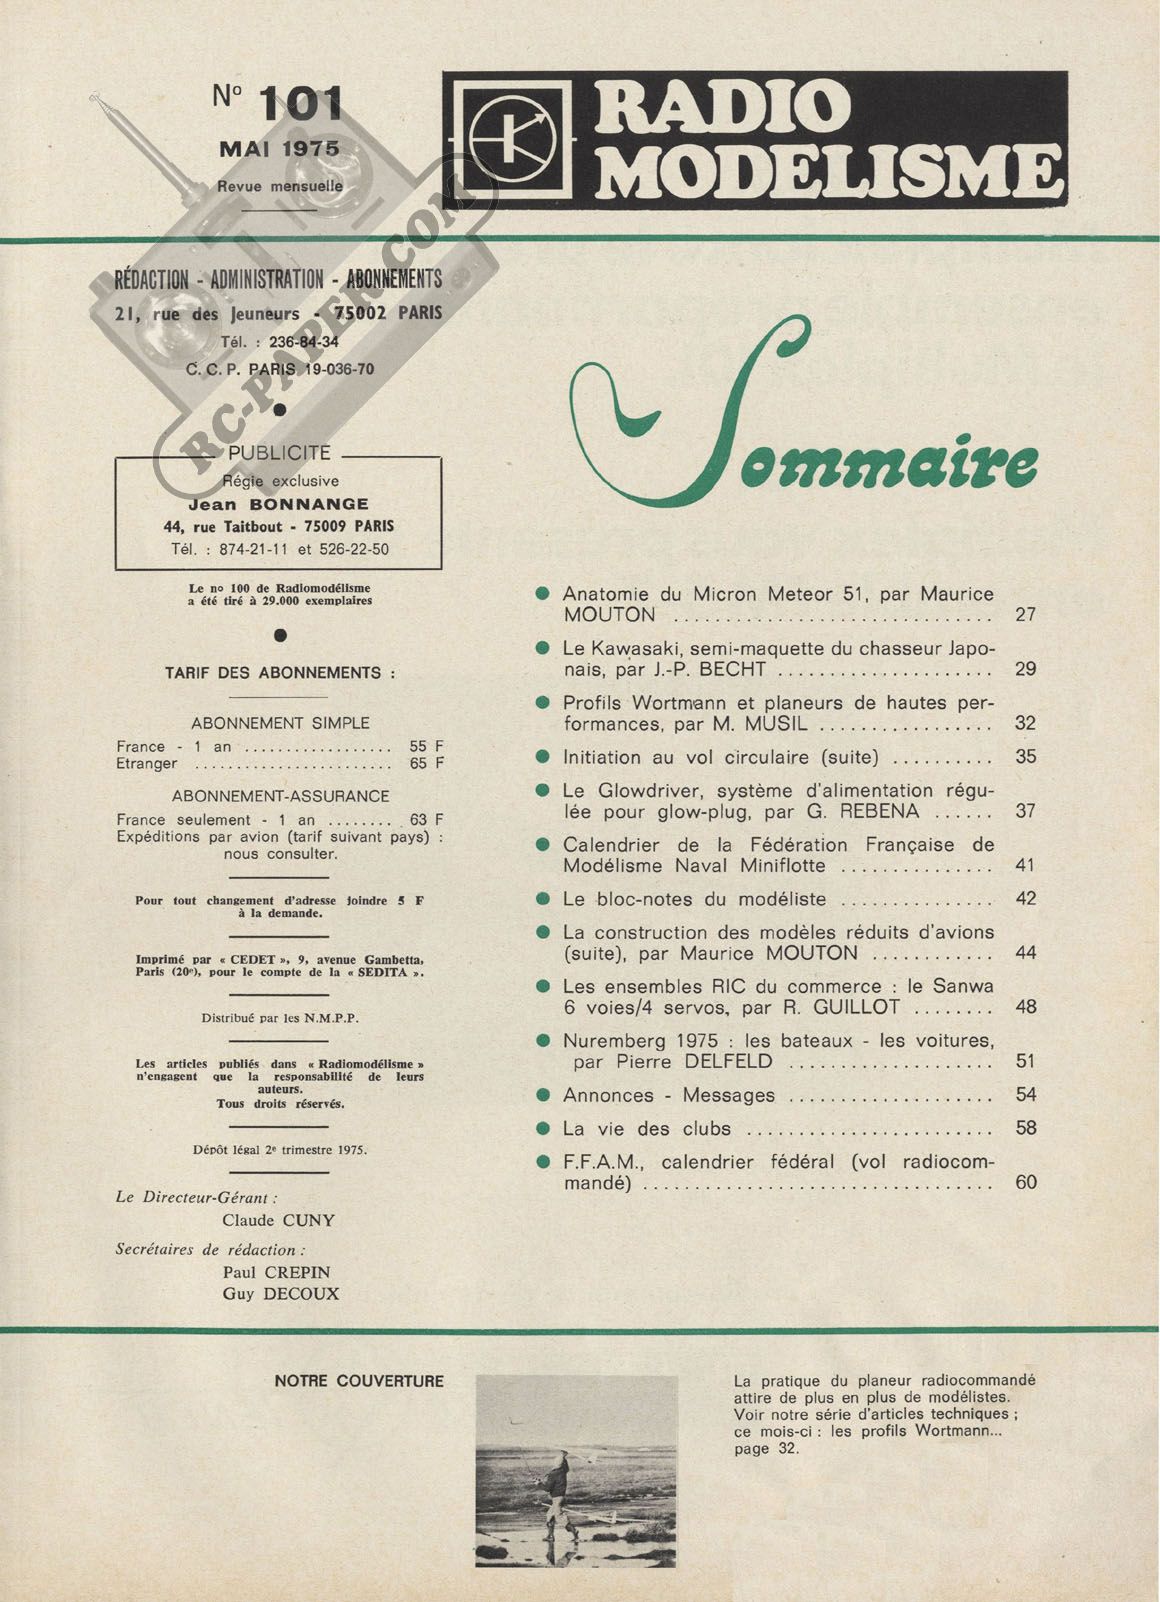 N° 101
MAI 1975
Revue mensuelle
RADIO
MODELISME
RÉDACTION - ADMINISTRATION - ABONNEMENTS
21, rue des Jeuneurs - 75002 PARIS
Tél. : 236-84-34
C.C.P. PARIS 19-036-70
RC-PAPER.COM
PUBLICITE
Régie exclusive
Jean BONNANGE
44, rue Taitbout - 75009 PARIS
Tél. : 874-21-11 et 526-22-50
Le no 100 de Radiomodélisme
a été tiré à 29.000 exemplaires
TARIF DES ABONNEMENTS :
ABONNEMENT SIMPLE
France - 1 an .................. 55 F
Etranger ........................ 65 F
ABONNEMENT-ASSURANCE
France seulement - 1 an ........ 63 F
Expéditions par avion (tarif suivant pays) :
nous consulter.
Pour tout changement d'adresse joindre 5 F
à la demande.
Imprimé par « CEDET », 9, avenue Gambetta,
Paris (20e), pour le compte de la « SEDITA ».
Distribué par les N.M.P.P.
Les articles publiés dans « Radiomodélisme »
n'engagent que la responsabilité de leurs
auteurs.
Tous droits réservés.
Dépôt légal 2e trimestre 1975.
Le Directeur-Gérant :
Claude CUNY
Secrétaires de rédaction :
Paul CREPIN
Guy DECOUX
Sommaire
● Anatomie du Micron Meteor 51, par Maurice
MOUTON ............................... 27
● Le Kawasaki, semi-maquette du chasseur Japo-
nais, par J.-P. BECHT ...................... 29
● Profils Wortmann et planeurs de hautes per-
formances, par M. MUSIL .................. 32
● Initiation au vol circulaire (suite) .......... 35
● Le Glowdriver, système d'alimentation régu-
lée pour glow-plug, par G. REBENA ...... 37
● Calendrier de la Fédération Française de
Modélisme Naval Miniflotte ............... 41
● Le bloc-notes du modéliste ............... 42
● La construction des modèles réduits d'avions
(suite), par Maurice MOUTON ............ 44
● Les ensembles RIC du commerce : le Sanwa
6 voies/4 servos, par R. GUILLOT ........ 48
● Nuremberg 1975 : les bateaux - les voitures,
par Pierre DELFELD .................... 51
● Annonces - Messages .................... 54
● La vie des clubs ........................ 58
● F.F.A.M., calendrier fédéral (vol radiocom-
mandé) .................................. 60
NOTRE COUVERTURE
La pratique du planeur radiocommandé
attire de plus en plus de modélistes.
Voir notre série d'articles techniques ;
ce mois-ci : les profils Wortmann...
page 32.